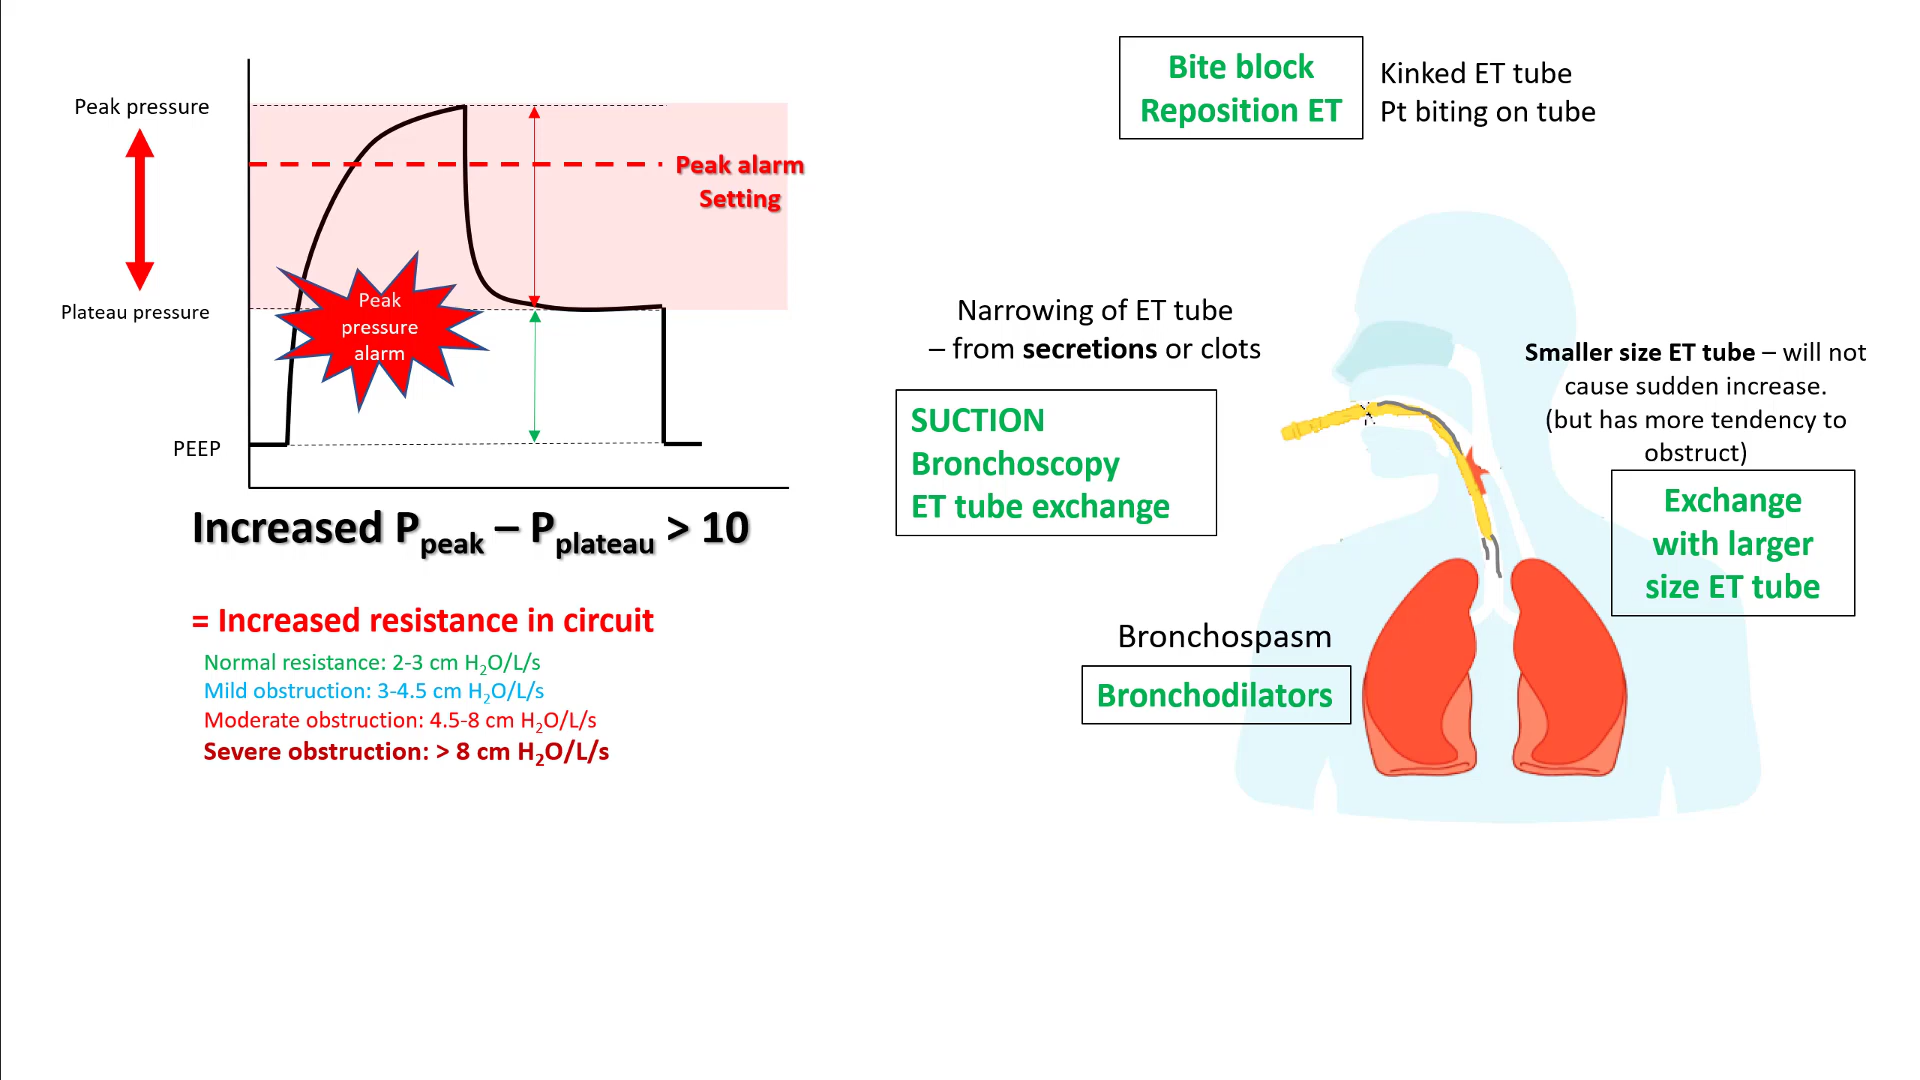 Peak pressure
Peak alarm
Setting
Peak
pressure
alarm
Plateau pressure
PEEP
Increased Ppeak – Pplateau > 10
= Increased resistance in circuit
Normal resistance: 2-3 cm H2O/L/s
Mild obstruction: 3-4.5 cm H2O/L/s
Moderate obstruction: 4.5-8 cm H2O/L/s
Severe obstruction: > 8 cm H2O/L/s
Bite block
Reposition ET
Kinked ET tube
Pt biting on tube
Narrowing of ET tube
– from secretions or clots
SUCTION
Bronchoscopy
ET tube exchange
Smaller size ET tube – will not
cause sudden increase.
(but has more tendency to
obstruct)
Exchange
with larger
size ET tube
Bronchospasm
Bronchodilators